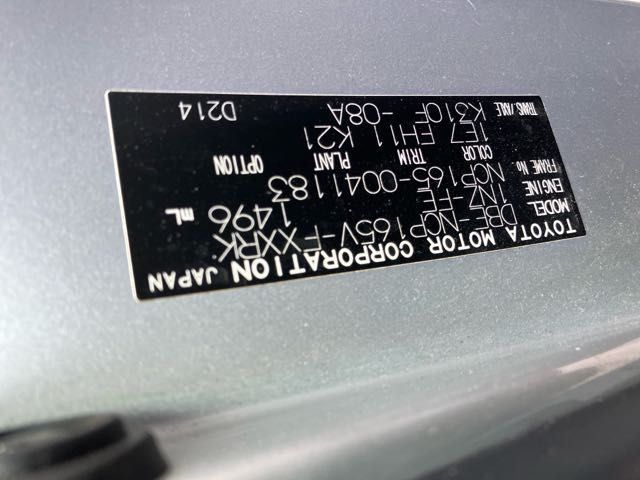 TOYOTA MOTOR CORPORATION JAPAN
MODEL DBE-NCP165V-FXXRK
ENGINE 1NZ-FE 1496 mL
FRAME No NCP165-0041183
COLOR TRIM PLANT OPTION
1E7 FH11 K21
TRANS./AXLE K310F-08A D214